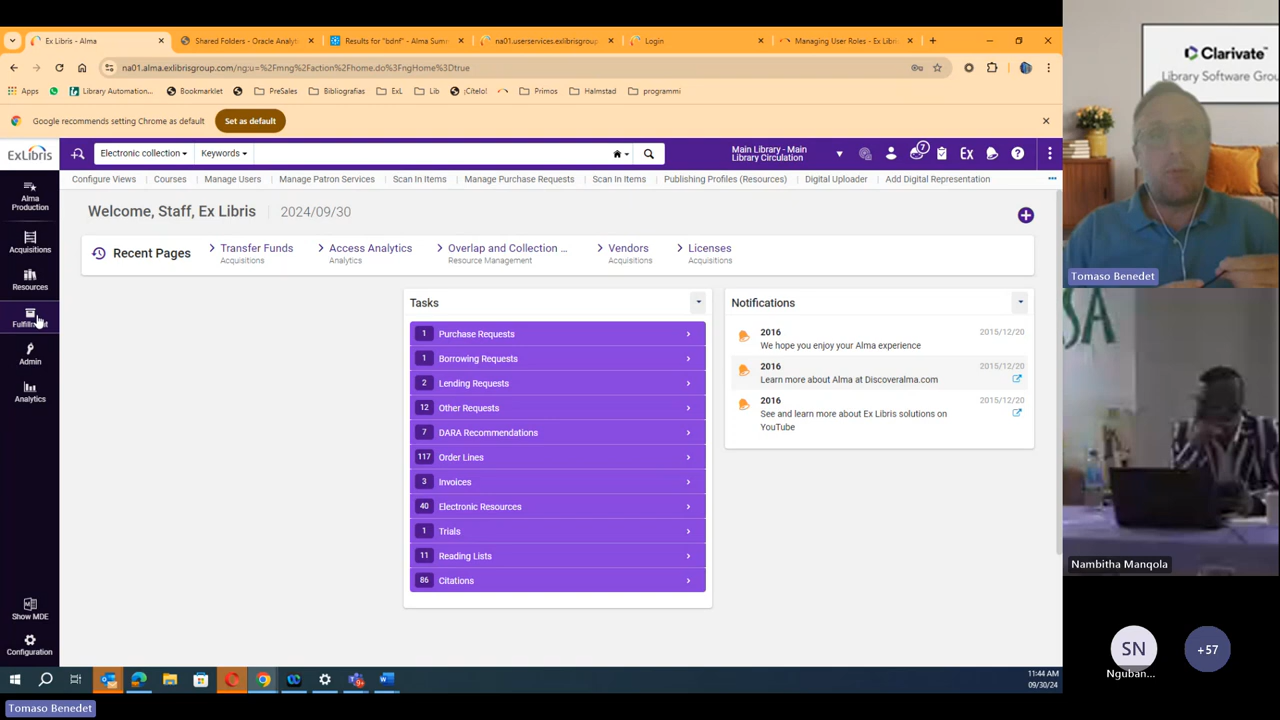 Ex Libris - Alma
Shared Folders - Oracle Analyt
Results for "bdnf" - Alma Summ
na01.userservices.exlibrisgroup
Login
Managing User Roles - Ex Libri
na01.alma.exlibrisgroup.com/ng:u=%2Fmng%2Faction%2Fhome.do%3FngHome%3Dtrue
Apps
Library Automation...
Bookmarklet
PreSales
Bibliografias
ExL
Lib
¡Cítelo!
Primos
Halmstad
programmi
Google recommends setting Chrome as default
Set as default
ExLibris
Electronic collection
Keywords
Main Library - Main
Library Circulation
7
Ex
Configure Views
Courses
Manage Users
Manage Patron Services
Scan In Items
Manage Purchase Requests
Scan In Items
Publishing Profiles (Resources)
Digital Uploader
Add Digital Representation
Alma
Production
Acquisitions
Resources
Fulfillment
Admin
Analytics
Show MDE
Configuration
Welcome, Staff, Ex Libris
2024/09/30
Recent Pages
Transfer Funds
Acquisitions
Access Analytics
Analytics
Overlap and Collection ...
Resource Management
Vendors
Acquisitions
Licenses
Acquisitions
Tasks
1 Purchase Requests
1 Borrowing Requests
2 Lending Requests
12 Other Requests
7 DARA Recommendations
117 Order Lines
3 Invoices
40 Electronic Resources
1 Trials
11 Reading Lists
86 Citations
Notifications
2016 2015/12/20
We hope you enjoy your Alma experience
2016 2015/12/20
Learn more about Alma at Discoveralma.com
2016 2015/12/20
See and learn more about Ex Libris solutions on
YouTube
11:44 AM
09/30/24
Tomaso Benedet
Clarivate
Library Software Grou
Tomaso Benedet
SA
Nambitha Manqola
SN
Nguban...
+57